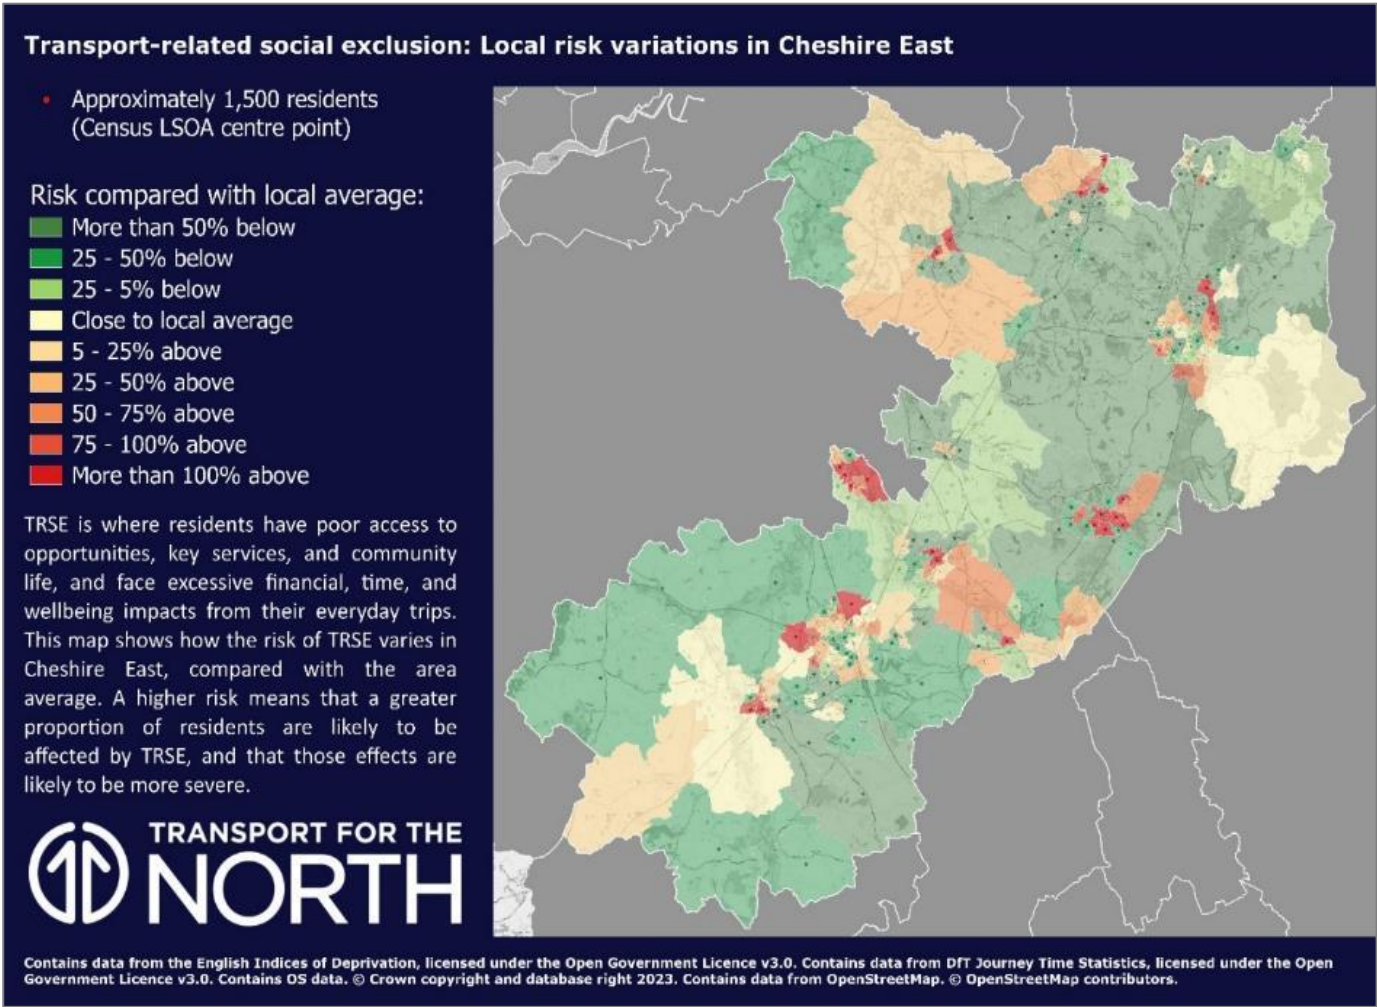 Transport-related social exclusion: Local risk variations in Cheshire East
Approximately 1,500 residents
(Census LSOA centre point)
Risk compared with local average:
More than 50% below
25 - 50% below
25 - 5% below
Close to local average
5 - 25% above
25 - 50% above
50 - 75% above
75 - 100% above
More than 100% above
TRSE is where residents have poor access to
opportunities, key services, and community
life, and face excessive financial, time, and
wellbeing impacts from their everyday trips.
This map shows how the risk of TRSE varies in
Cheshire East, compared with the area
average. A higher risk means that a greater
proportion of residents are likely to be
affected by TRSE, and that those effects are
likely to be more severe.
TRANSPORT FOR THE
NORTH
Contains data from the English Indices of Deprivation, licensed under the Open Government Licence v3.0. Contains data from DfT Journey Time Statistics, licensed under the Open
Government Licence v3.0. Contains OS data. © Crown copyright and database right 2023. Contains data from OpenStreetMap. © OpenStreetMap contributors.